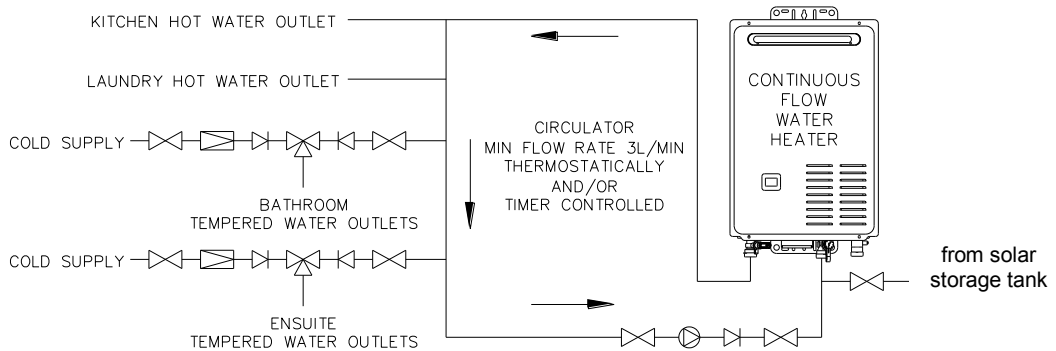 KITCHEN HOT WATER OUTLET
LAUNDRY HOT WATER OUTLET
COLD SUPPLY
BATHROOM
TEMPERED WATER OUTLETS
COLD SUPPLY
ENSUITE
TEMPERED WATER OUTLETS
CIRCULATOR
MIN FLOW RATE 3L/MIN
THERMOSTATICALLY
AND/OR
TIMER CONTROLLED
CONTINUOUS
FLOW
WATER
HEATER
from solar
storage tank